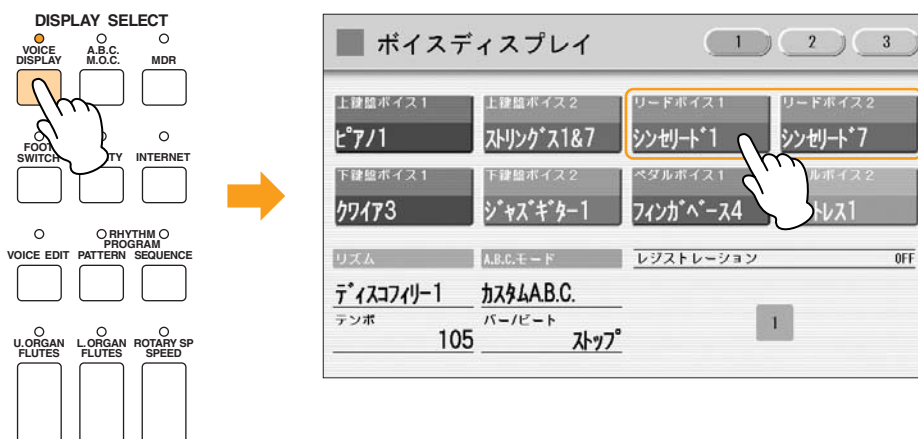 DISPLAY SELECT
VOICE DISPLAY
A.B.C. M.O.C.
MDR
FOOT SWITCH
INTERNET
VOICE EDIT
RHYTHM PROGRAM
PATTERN
SEQUENCE
U.ORGAN FLUTES
L.ORGAN FLUTES
ROTARY SP SPEED
ボイスディスプレイ
1 2 3
上鍵盤ボイス1 上鍵盤ボイス2 リードボイス1 リードボイス2
ピアノ1 ストリングス1&7 シンセリード1 シンセリード7
下鍵盤ボイス1 下鍵盤ボイス2 ペダルボイス1
クワイア3 ジャズギター1 フィンガベース4
リズム A.B.C.モード レジストレーション OFF
ディスコフィリー1 カスタムA.B.C.
テンポ バー/ビート 1
105 ストップ